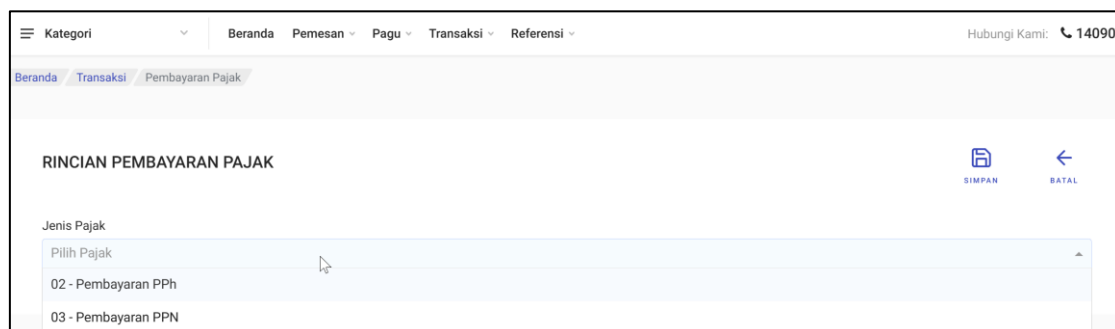 Kategori Beranda Pemesan Pagu Transaksi Referensi Hubungi Kami: 14090
Beranda Transaksi Pembayaran Pajak
RINCIAN PEMBAYARAN PAJAK
SIMPAN BATAL
Jenis Pajak
Pilih Pajak
02 - Pembayaran PPh
03 - Pembayaran PPN